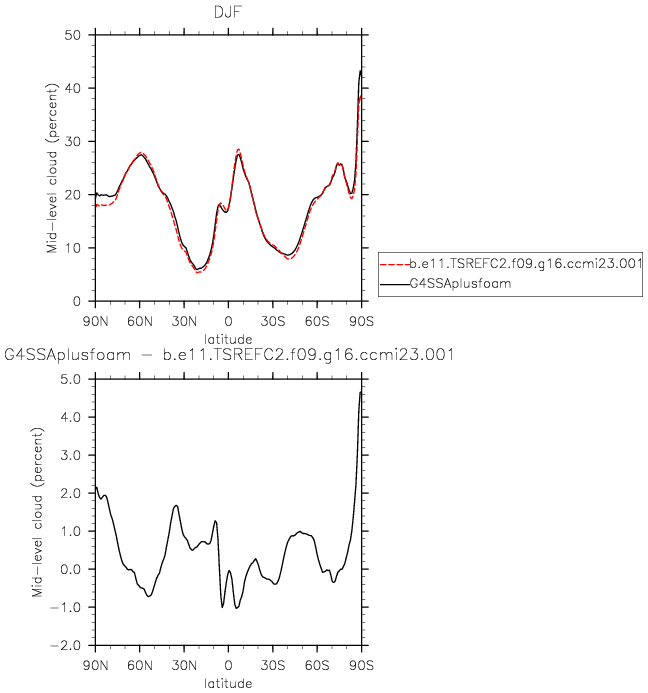 DJF
50
40
30
20
10
0
Mid-level cloud (percent)
90N 60N 30N 0 30S 60S 90S
latitude
b.e11.TSREFC2.f09.g16.ccmi23.001
G4SSAplusfoam
G4SSAplusfoam - b.e11.TSREFC2.f09.g16.ccmi23.001
5.0
4.0
3.0
2.0
1.0
0.0
-1.0
-2.0
Mid-level cloud (percent)
90N 60N 30N 0 30S 60S 90S
latitude